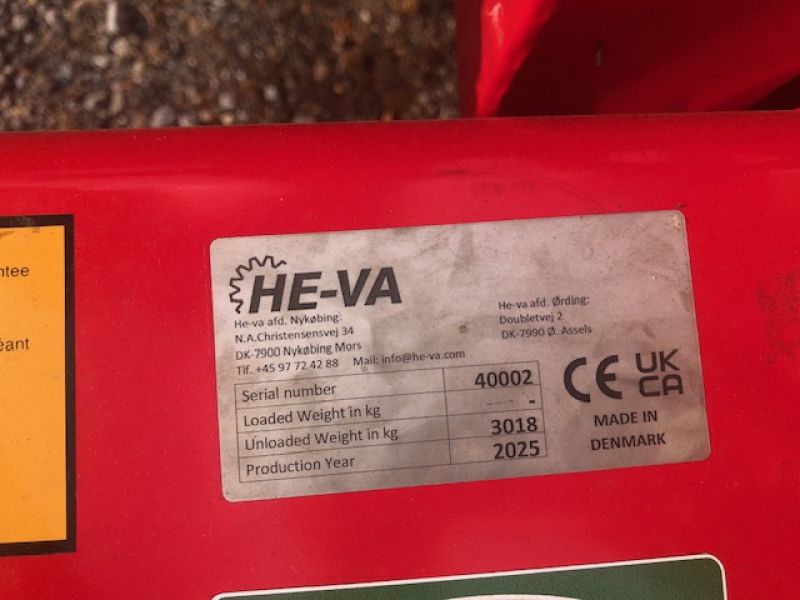 ntee
éant
HE-VA
He-va afd. Nykøbing:
N.A.Christensensvej 34
DK-7900 Nykøbing Mors
Tlf. +45 97 72 42 88 Mail: info@he-va.com
He-va afd. Ørding:
Doubletvej 2
DK-7990 Ø. Assels
Serial number 40002
Loaded Weight in kg -
Unloaded Weight in kg 3018
Production Year 2025
CE UK
CA
MADE IN
DENMARK